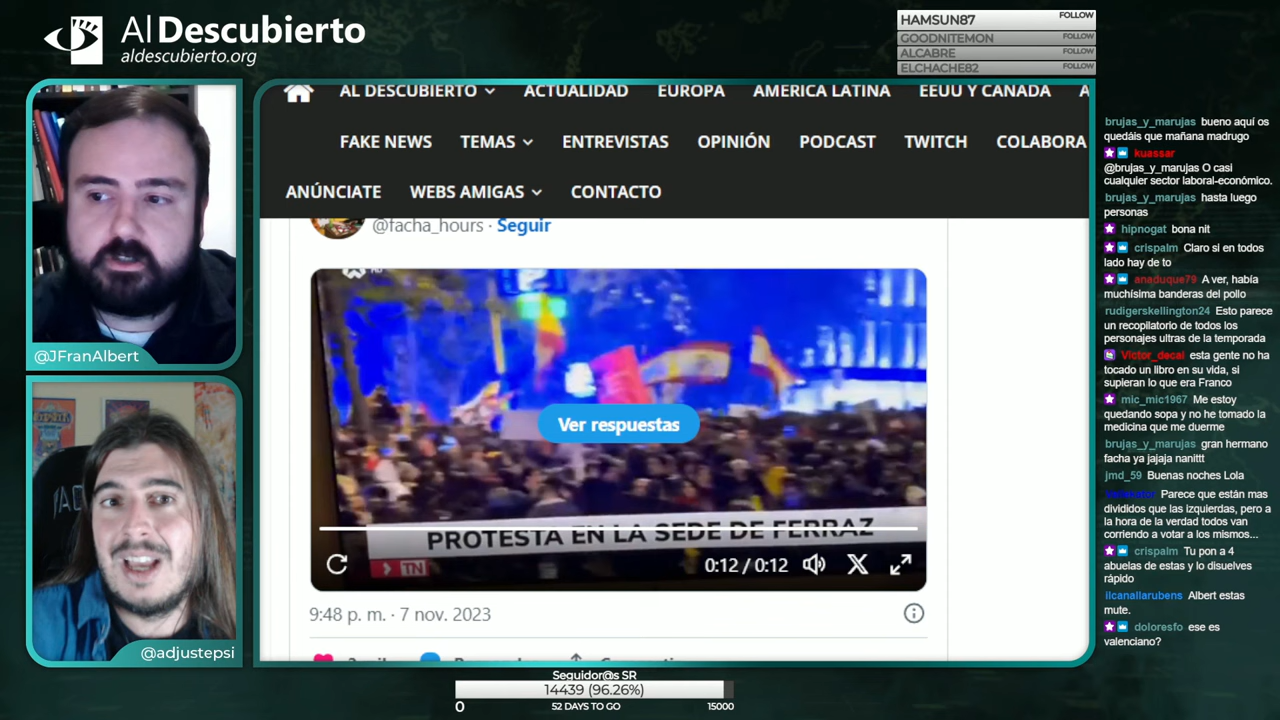 Al Descubierto
aldescubierto.org
HAMSUN87 FOLLOW
GOODNITEMON FOLLOW
ALCABRE FOLLOW
ELCHACHE82 FOLLOW
@JFranAlbert
@adjustepsi
AL DESCUBIERTO ACTUALIDAD EUROPA AMÉRICA LATINA EEUU Y CANADÁ A
FAKE NEWS TEMAS ENTREVISTAS OPINIÓN PODCAST TWITCH COLABORA
ANÚNCIATE WEBS AMIGAS CONTACTO
@facha_hours · Seguir
Ver respuestas
PROTESTA EN LA SEDE DE FERRAZ
TN
0:12 / 0:12
9:48 p. m. · 7 nov. 2023
brujas_y_marujas bueno aquí os
quedáis que mañana madrugo
kuassar
@brujas_y_marujas O casi
cualquier sector laboral-económico.
brujas_y_marujas hasta luego
personas
hipnogat bona nit
crispalm Claro si en todos
lado hay de to
anaduque79 A ver, había
muchísima banderas del pollo
rudigerskellington24 Esto parece
un recopilatorio de todos los
personajes ultras de la temporada
Victor_decai esta gente no ha
tocado un libro en su vida, si
supieran lo que era Franco
mic_mic1967 Me estoy
quedando sopa y no he tomado la
medicina que me duerme
brujas_y_marujas gran hermano
facha ya jajaja nanittt
jmd_59 Buenas noches Lola
Parece que están mas
divididos que las izquierdas, pero a
la hora de la verdad todos van
corriendo a votar a los mismos...
crispalm Tu pon a 4
abuelas de estas y lo disuelves
rápido
ilcanallarubens Albert estas
mute.
doloresfo ese es
valenciano?
Seguidor@s SR
14439 (96.26%)
0 52 DAYS TO GO 15000